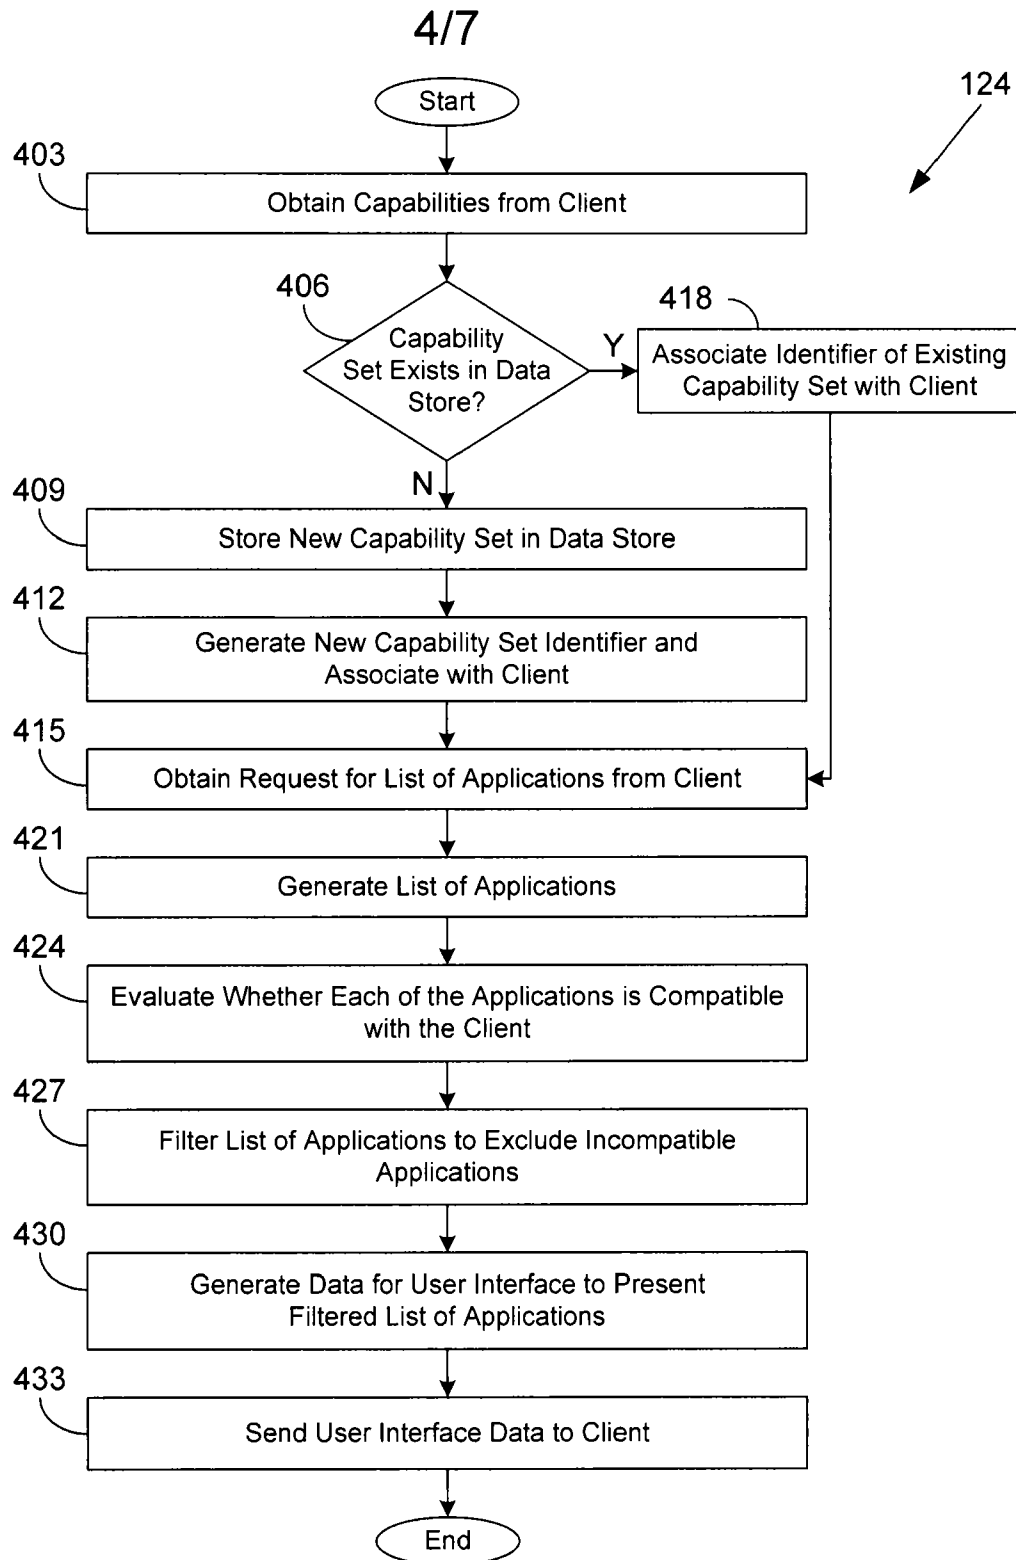 4/7
Start
124
403
Obtain Capabilities from Client
406
Capability
Set Exists in Data
Store?
Y
418
Associate Identifier of Existing
Capability Set with Client
N
409
Store New Capability Set in Data Store
412
Generate New Capability Set Identifier and
Associate with Client
415
Obtain Request for List of Applications from Client
421
Generate List of Applications
424
Evaluate Whether Each of the Applications is Compatible
with the Client
427
Filter List of Applications to Exclude Incompatible
Applications
430
Generate Data for User Interface to Present
Filtered List of Applications
433
Send User Interface Data to Client
End